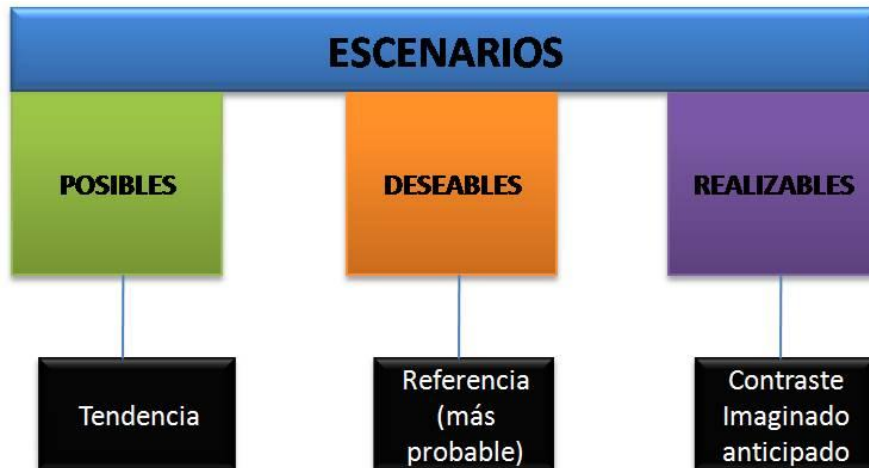 ESCENARIOS
POSIBLES
DESEABLES
REALIZABLES
Tendencia
Referencia
(más
probable)
Contraste
Imaginado
anticipado